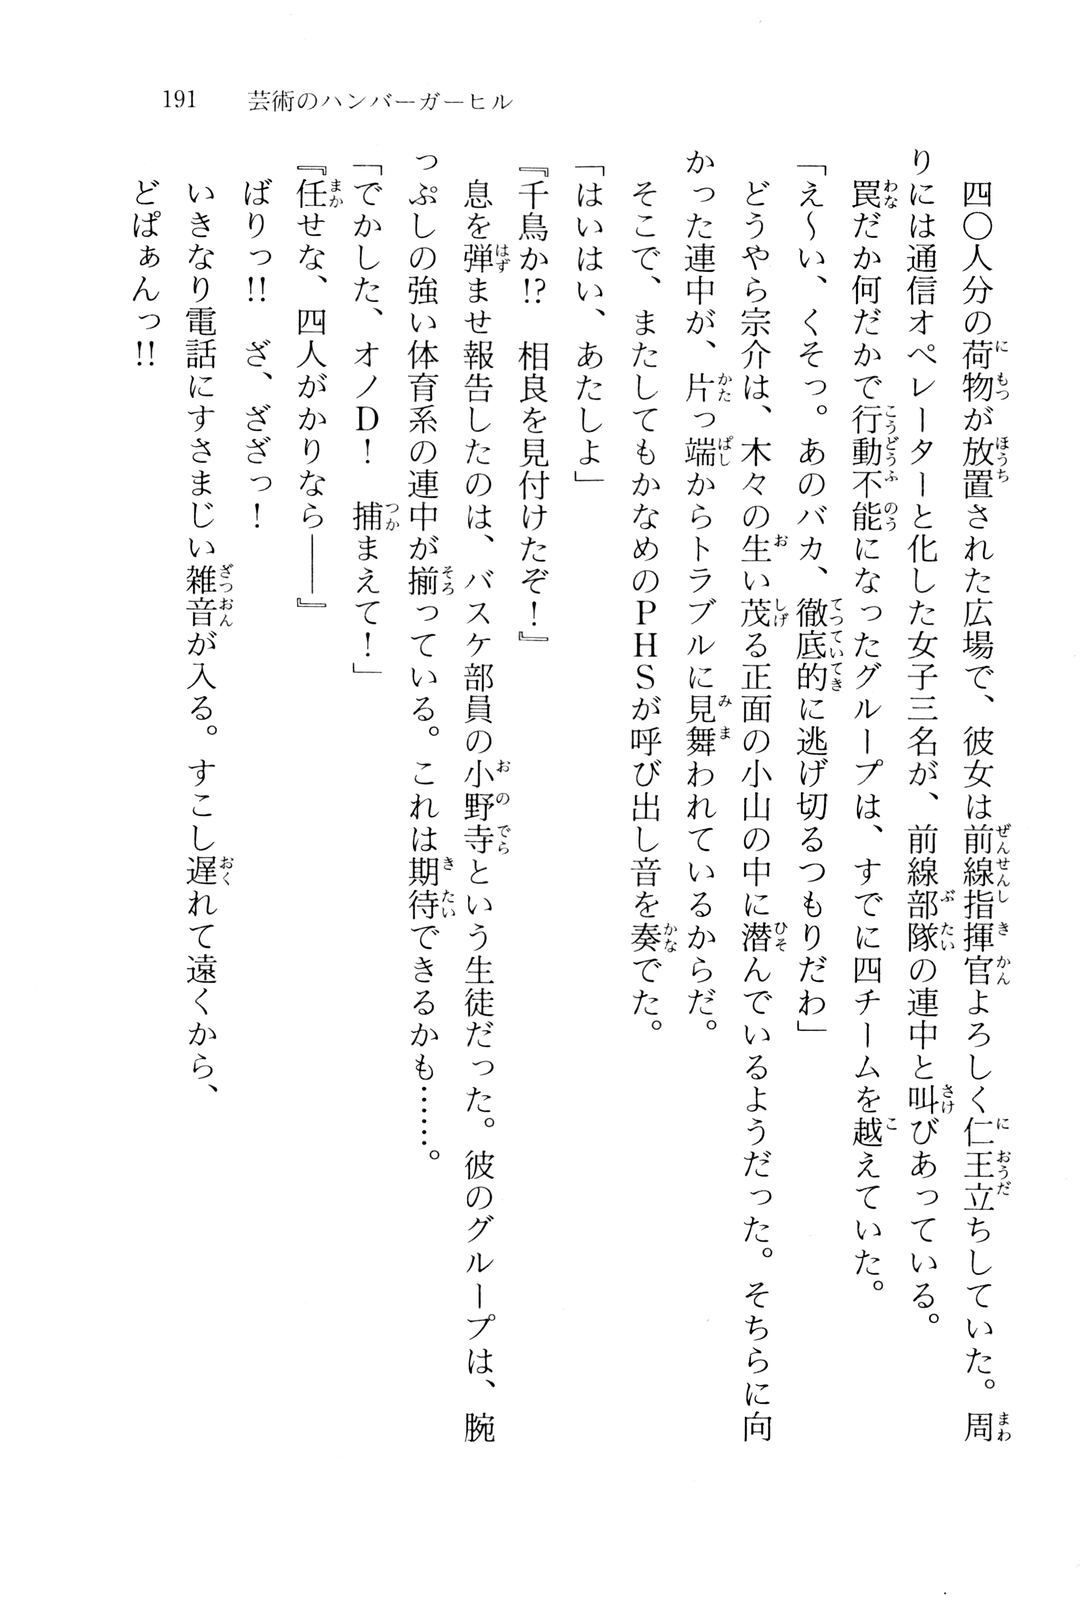 191　芸術のハンバーガーヒル
　四〇人分の荷物が放置された広場で、彼女は前線指揮官よろしく仁王立ちしていた。周
りには通信オペレーターと化した女子三名が、前線部隊の連中と叫びあっている。
　罠だか何だかで行動不能になったグループは、すでに四チームを越えていた。
「え〜い、くそっ。あのバカ、徹底的に逃げ切るつもりだわ」
　どうやら宗介は、木々の生い茂る正面の小山の中に潜んでいるようだった。そちらに向
かった連中が、片っ端からトラブルに見舞われているからだ。
　そこで、またしてもかなめのＰＨＳが呼び出し音を奏でた。
「はいはい、あたしよ」
『千鳥か!?　相良を見付けたぞ！』
　息を弾ませ報告したのは、バスケ部員の小野寺という生徒だった。彼のグループは、腕
っぷしの強い体育系の連中が揃っている。これは期待できるかも……。
「でかした、オノＤ！　捕まえて！」
『任せな、四人がかりなら――』
　ばりっ!!　ざ、ざざっ！
　いきなり電話にすさまじい雑音が入る。すこし遅れて遠くから、
　どぱぁんっ!!